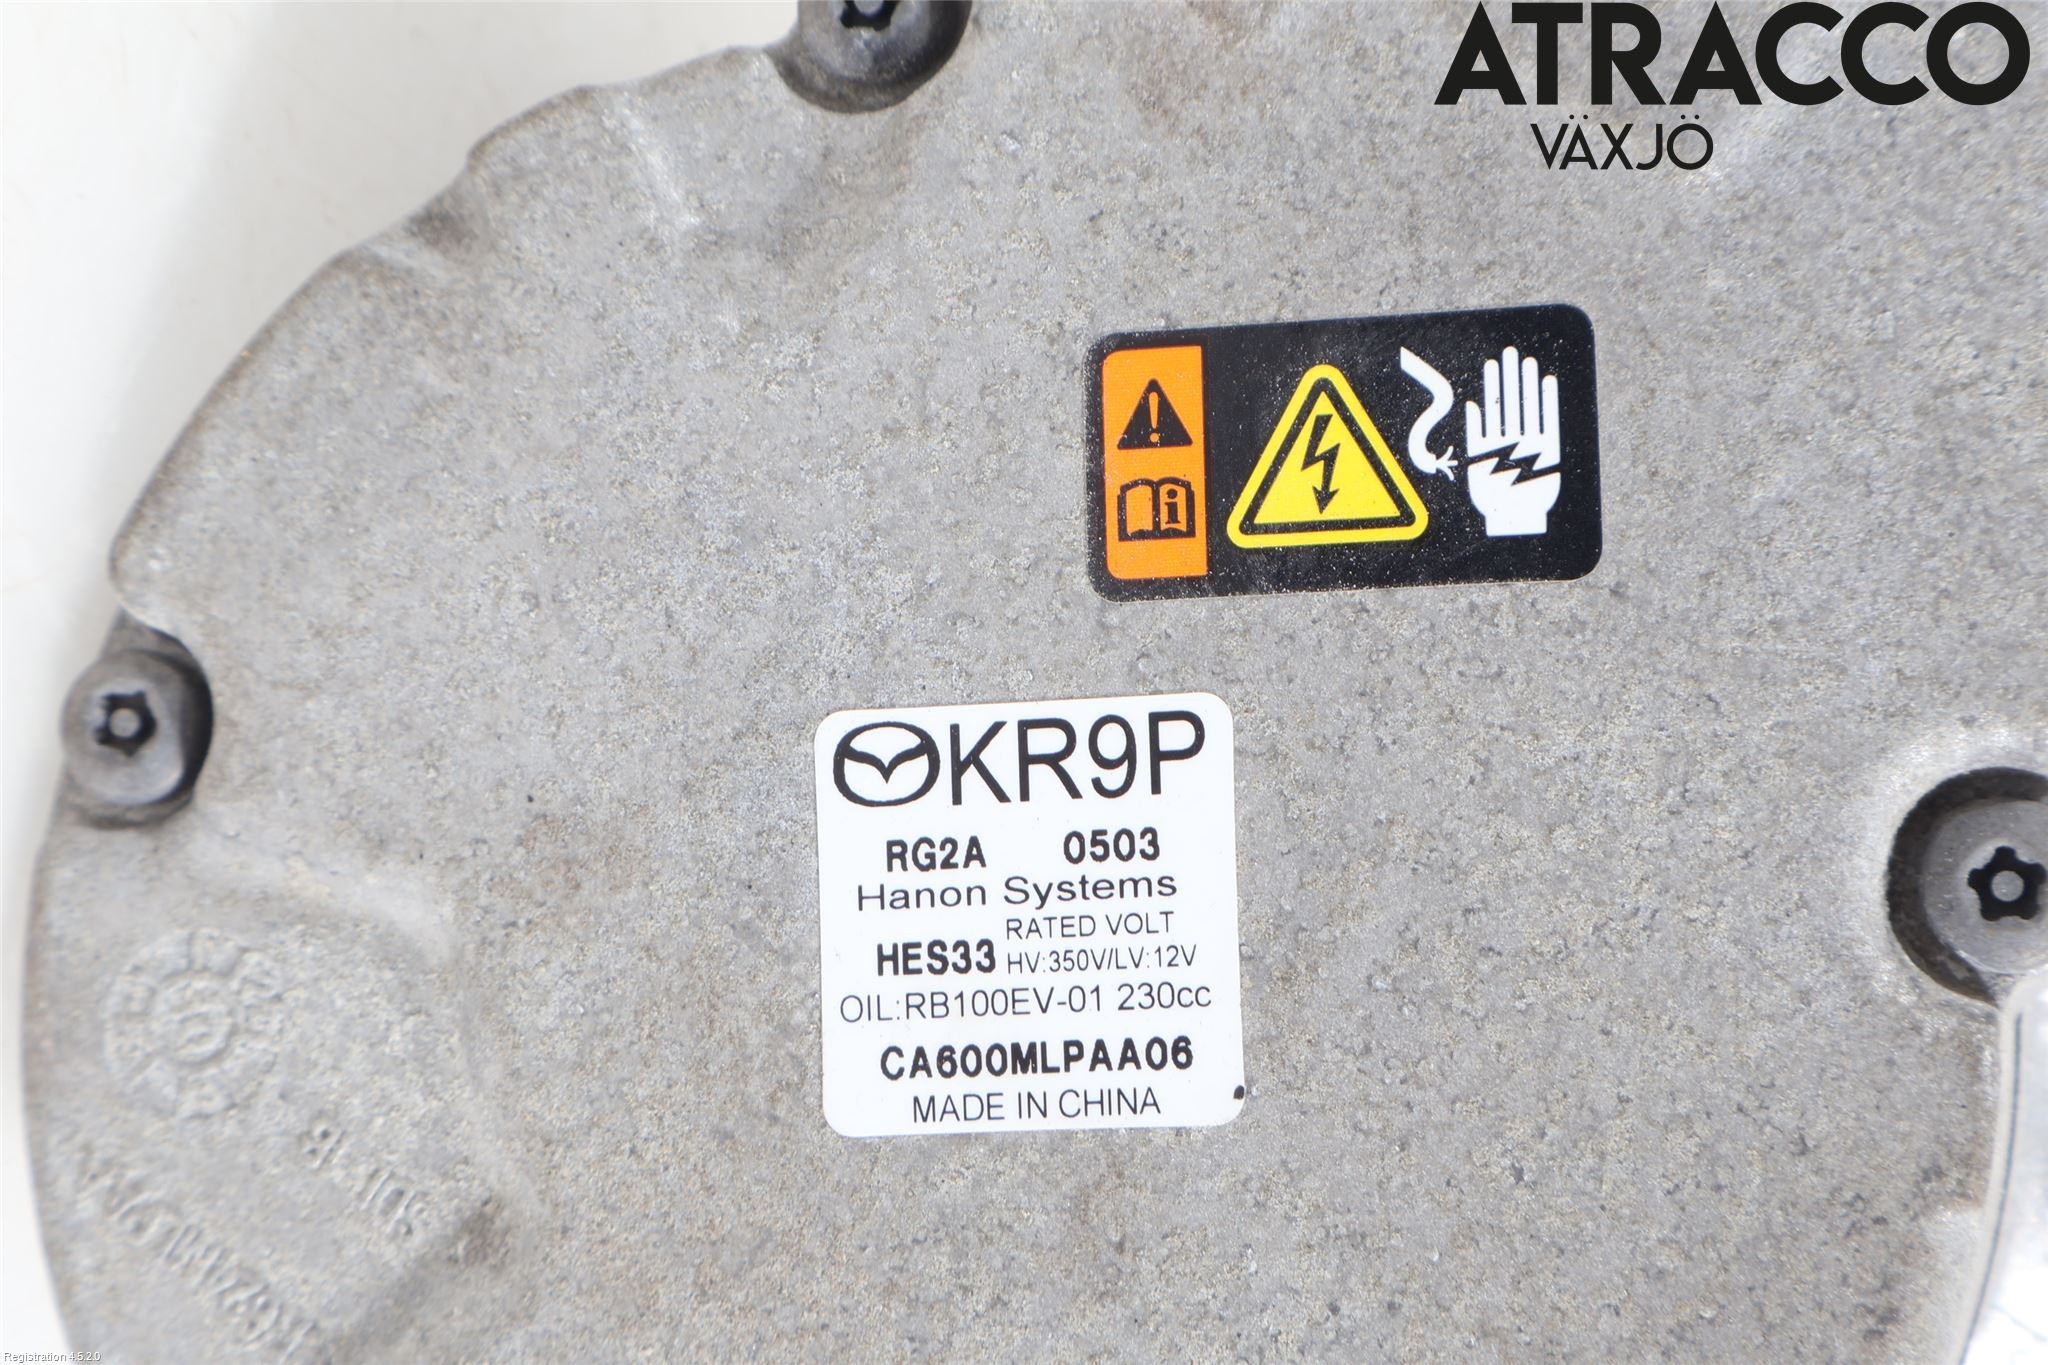 ATRACCO
VÄXJÖ
KR9P
RG2A 0503
Hanon Systems
RATED VOLT
HES33 HV:350V/LV:12V
OIL:RB100EV-01 230cc
CA600MLPAA06
MADE IN CHINA
Registration 4.5.2.0